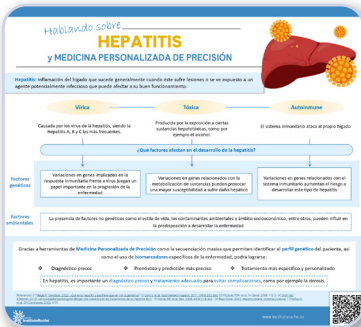 Hablando sobre
HEPATITIS
y MEDICINA PERSONALIZADA DE PRECISIÓN
Hepatitis: inflamación del hígado que sucede generalmente cuando éste sufre lesiones o se ve expuesto a un
agente potencialmente infeccioso que puede afectar a su buen funcionamiento.
Vírica
Tóxica
Autoinmune
Causada por los virus de la hepatitis, siendo la
Hepatitis A, B y C las más frecuentes.
Producida por la exposición a ciertas
sustancias hepatotóxicas, como por
ejemplo el alcohol.
El sistema inmunitario ataca al propio hígado
¿Qué factores afectan en el desarrollo de la hepatitis?
Factores
genéticos
Variaciones en genes implicados en la
respuesta inmunitaria frente a virus juegan un
papel importante en la progresión de la
enfermedad
Variaciones en genes relacionados con la
metabolización de sustancias pueden provocar
una mayor susceptibilidad a sufrir daño hepático
Variaciones en genes relacionados con el
sistema inmunitario aumentan el riesgo a
desarrollar este tipo de hepatitis
Factores
ambientales
La presencia de factores no genéticos como el estilo de vida, los contaminantes ambientales y ámbito socioeconómico, entre otros, pueden influir en
la predisposición a desarrollar la enfermedad
Gracias a herramientas de Medicina Personalizada de Precisión como la secuenciación masiva que permiten identificar el perfil genético del paciente, así
como el uso de biomarcadores específicos de la enfermedad, podrá lograrse:
Diagnóstico precoz
Pronóstico y predicción más preciso
Tratamiento más específico y personalizado
En hepatitis, es importante un diagnóstico precoz y tratamiento adecuado para evitar complicaciones, como por ejemplo la cirrosis.